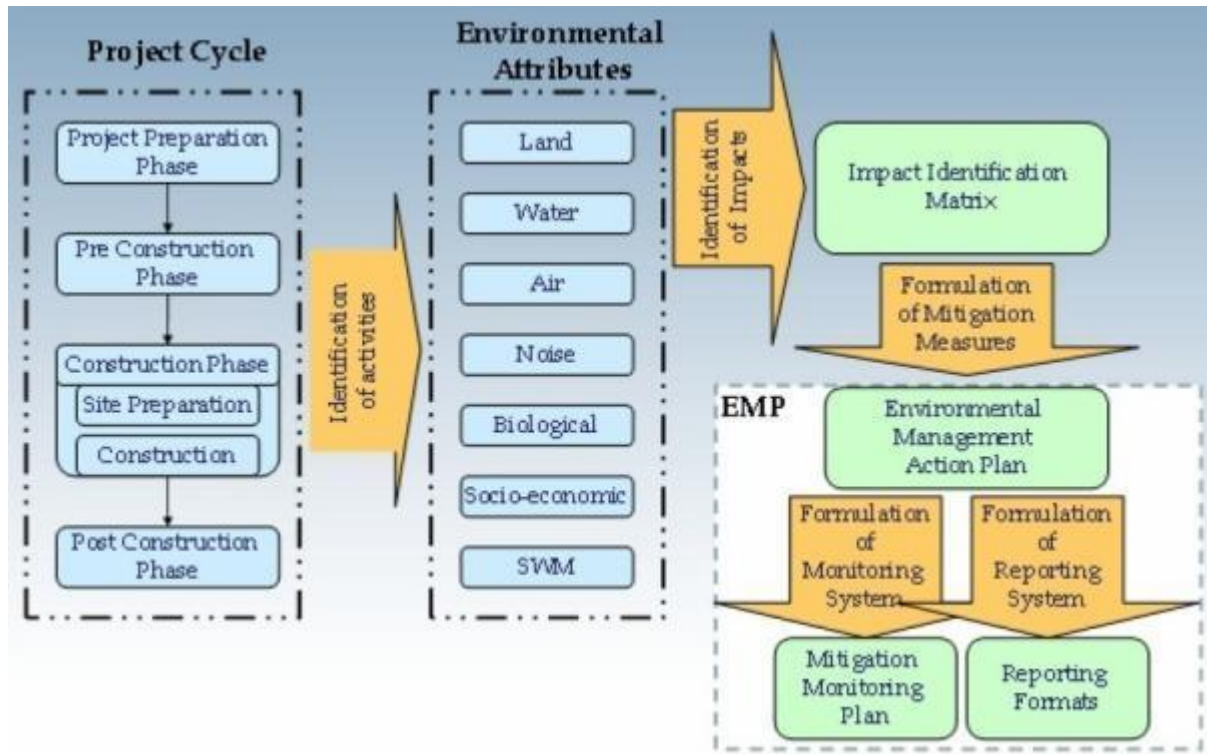 Project Cycle
Project Preparation
Phase
Pre Construction
Phase
Construction Phase
Site Preparation
Construction
Post Construction
Phase
Identification
of activities
Environmental
Attributes
Land
Water
Air
Noise
Biological
Socio-economic
SWM
Identification
of Impacts
Impact Identification
Matrix
Formulation
of Mitigation
Measures
EMP
Environmental
Management
Action Plan
Formulation
of
Monitoring
System
Formulation
of
Reporting
System
Mitigation
Monitoring
Plan
Reporting
Formats